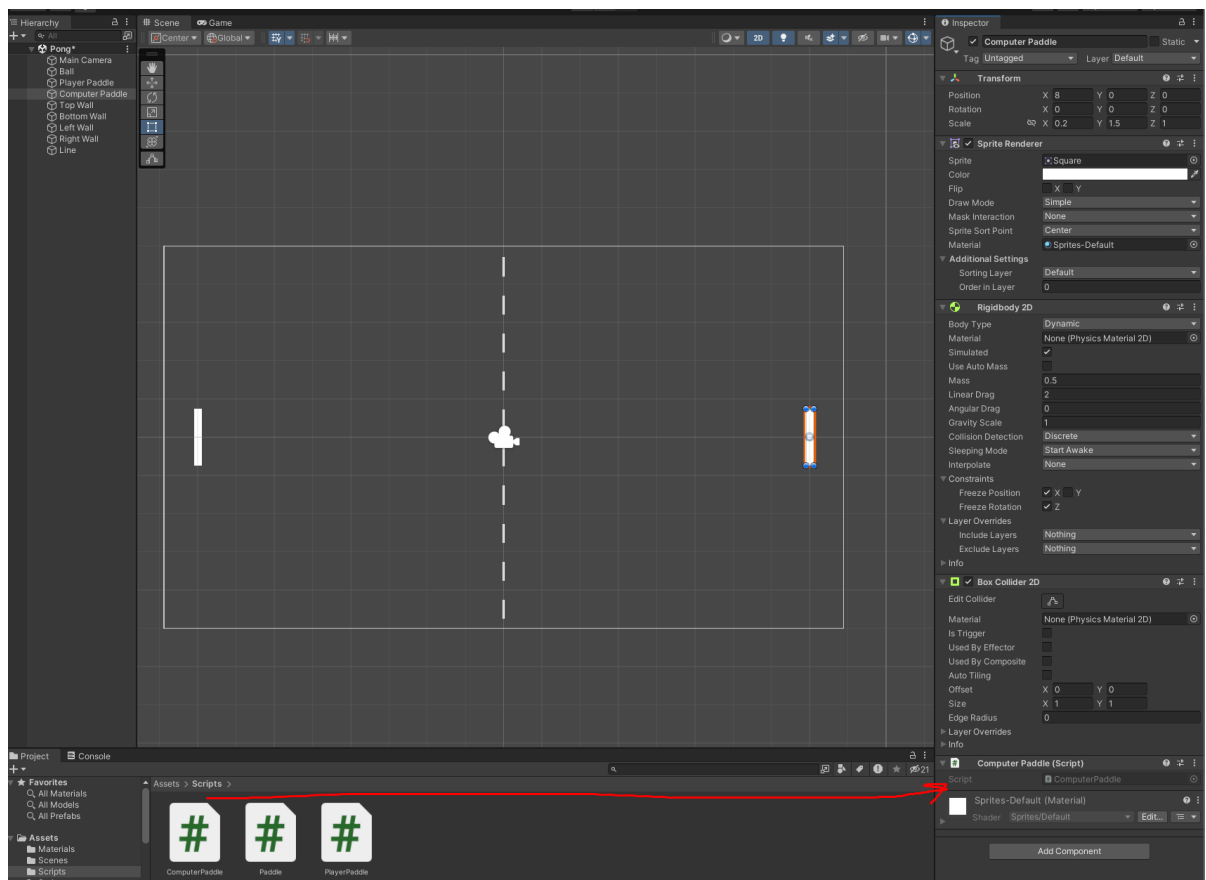 Hierarchy
All
Pong*
Main Camera
Ball
Player Paddle
Computer Paddle
Top Wall
Bottom Wall
Left Wall
Right Wall
Line
Scene
Game
Center
Global
2D
Inspector
Computer Paddle
Static
Tag Untagged Layer Default
Transform
Position X 8 Y 0 Z 0
Rotation X 0 Y 0 Z 0
Scale X 0.2 Y 1.5 Z 1
Sprite Renderer
Sprite Square
Color
Flip X Y
Draw Mode Simple
Mask Interaction None
Sprite Sort Point Center
Material Sprites-Default
Additional Settings
Sorting Layer Default
Order in Layer 0
Rigidbody 2D
Body Type Dynamic
Material None (Physics Material 2D)
Simulated
Use Auto Mass
Mass 0.5
Linear Drag 2
Angular Drag 0
Gravity Scale 1
Collision Detection Discrete
Sleeping Mode Start Awake
Interpolate None
Constraints
Freeze Position X Y
Freeze Rotation Z
Layer Overrides
Include Layers Nothing
Exclude Layers Nothing
Info
Box Collider 2D
Edit Collider
Material None (Physics Material 2D)
Is Trigger
Used By Effector
Used By Composite
Auto Tiling
Offset X 0 Y 0
Size X 1 Y 1
Edge Radius 0
Layer Overrides
Info
# Computer Paddle (Script)
Script ComputerPaddle
Sprites-Default (Material)
Shader Sprites/Default Edit...
Add Component
Project
Console
21
Favorites
All Materials
All Models
All Prefabs
Assets
Materials
Scenes
Scripts
Assets > Scripts >
# # #
ComputerPaddle Paddle PlayerPaddle